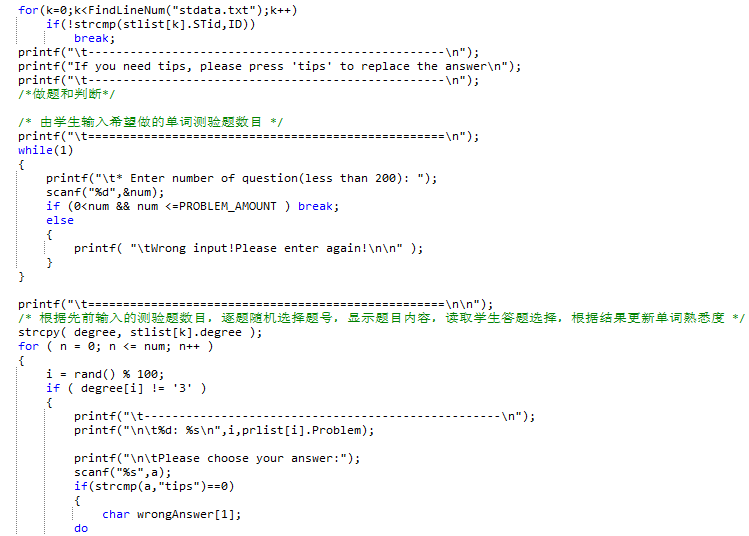 for(k=0;k<FindLineNum("stdata.txt");k++)
if(!strcmp(stlist[k].STid,ID))
break;
printf("\t---------------------------------------------------\n");
printf("If you need tips, please press 'tips' to replace the answer\n");
printf("\t---------------------------------------------------\n");
/*做题和判断*/
/* 由学生输入希望做的单词测验题数目 */
printf("\t===================================================\n");
while(1)
{
printf("\t* Enter number of question(less than 200): ");
scanf("%d",&num);
if (0<num && num <=PROBLEM_AMOUNT ) break;
else
{
printf( "\tWrong input!Please enter again!\n\n" );
}
}
printf("\t===================================================\n\n");
/* 根据先前输入的测验题数目，逐题随机选择题号，显示题目内容，读取学生答题选择，根据结果更新单词熟悉度 */
strcpy( degree, stlist[k].degree );
for ( n = 0; n <= num; n++ )
{
i = rand() % 100;
if ( degree[i] != '3' )
{
printf("\t---------------------------------------------------\n");
printf("\n\t%d: %s\n",i,prlist[i].Problem);
printf("\n\tPlease choose your answer:");
scanf("%s",a);
if(strcmp(a,"tips")==0)
{
char wrongAnswer[1];
do